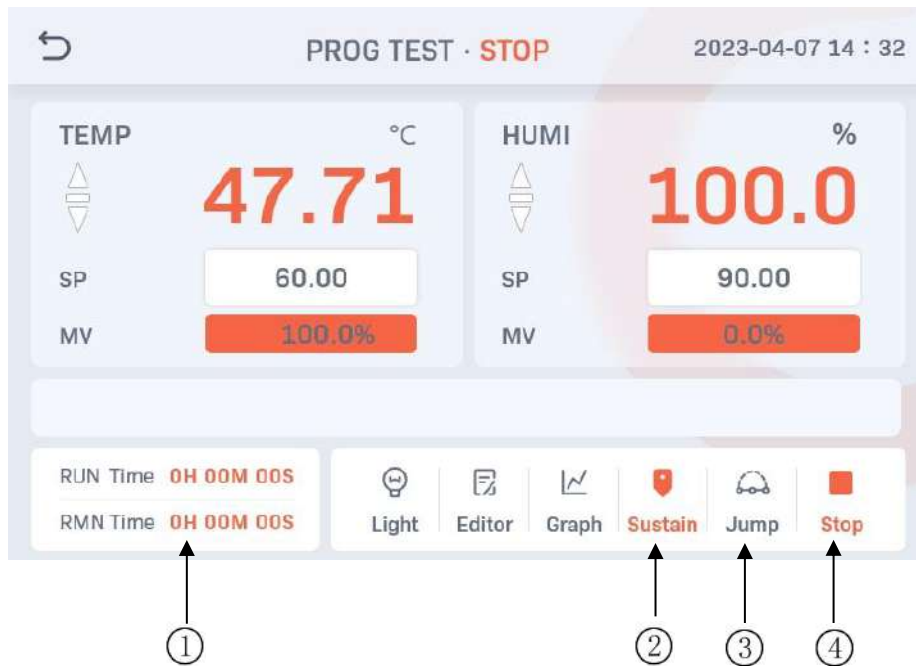 PROG TEST · STOP 2023-04-07 14 : 32
TEMP °C
47.71
SP 60.00
MV 100.0%
HUMI %
100.0
SP 90.00
MV 0.0%
RUN Time 0H 00M 00S
RMN Time 0H 00M 00S
Light Editor Graph Sustain Jump Stop
① ② ③ ④